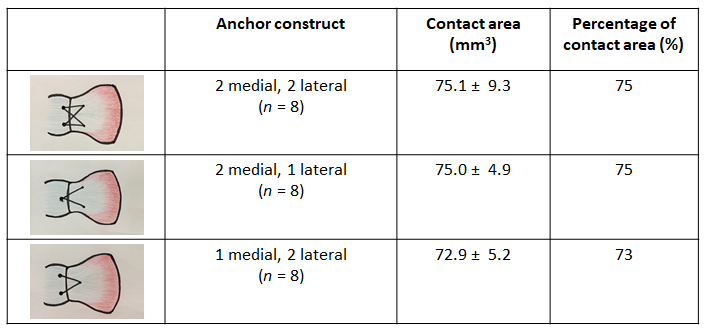 Anchor construct
Contact area
(mm³)
Percentage of
contact area (%)
2 medial, 2 lateral
(n = 8)
75.1 ± 9.3
75
2 medial, 1 lateral
(n = 8)
75.0 ± 4.9
75
1 medial, 2 lateral
(n = 8)
72.9 ± 5.2
73